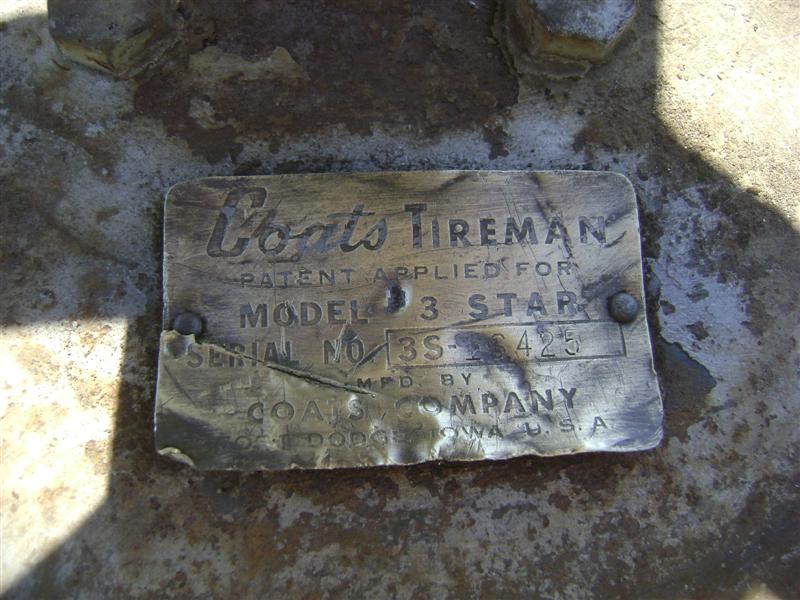 Coats TIREMAN
PATENT APPLIED FOR
MODEL # 3 STAR
SERIAL NO.
MFD. BY
COATS COMPANY
FORT DODGE, IOWA U.S.A